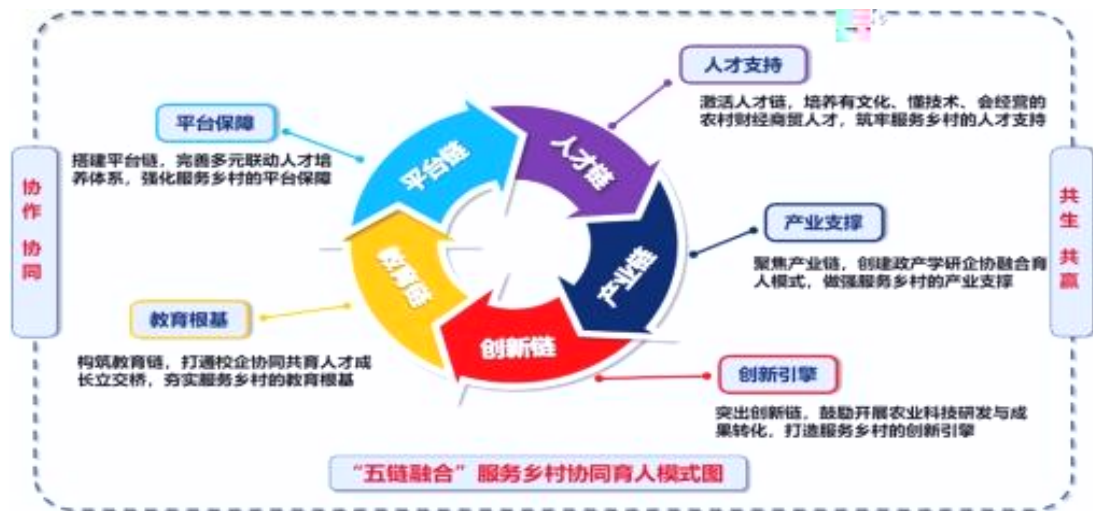 人才支持
激活人才链，培养有文化、懂技术、会经营的
农村财经商贸人才，筑牢服务乡村的人才支持
平台保障
搭建平台链，完善多元联动人才培
养体系，强化服务乡村的平台保障
平台链
人才链
产业链
创新链
教育链
协作 协同
共生 共赢
产业支撑
聚焦产业链，创建政产学研企协融合育
人模式，做强服务乡村的产业支撑
教育根基
构筑教育链，打通校企协同共育人才成
长立交桥，夯实服务乡村的教育根基
创新引擎
突出创新链，鼓励开展农业科技研发与成
果转化，打造服务乡村的创新引擎
“五链融合”服务乡村协同育人模式图